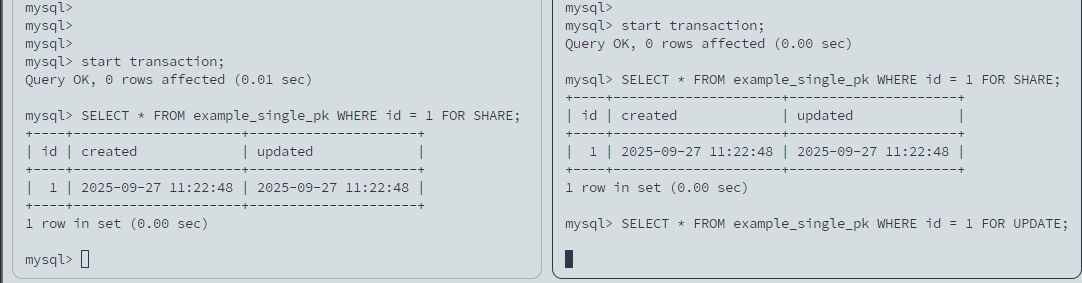 mysql>
mysql>
mysql>
mysql> start transaction;
Query OK, 0 rows affected (0.01 sec)
mysql> SELECT * FROM example_single_pk WHERE id = 1 FOR SHARE;
+----+---------------------+---------------------+
| id | created             | updated             |
+----+---------------------+---------------------+
|  1 | 2025-09-27 11:22:48 | 2025-09-27 11:22:48 |
+----+---------------------+---------------------+
1 row in set (0.00 sec)
mysql>
mysql>
mysql> start transaction;
Query OK, 0 rows affected (0.00 sec)
mysql> SELECT * FROM example_single_pk WHERE id = 1 FOR SHARE;
+----+---------------------+---------------------+
| id | created             | updated             |
+----+---------------------+---------------------+
|  1 | 2025-09-27 11:22:48 | 2025-09-27 11:22:48 |
+----+---------------------+---------------------+
1 row in set (0.00 sec)
mysql> SELECT * FROM example_single_pk WHERE id = 1 FOR UPDATE;